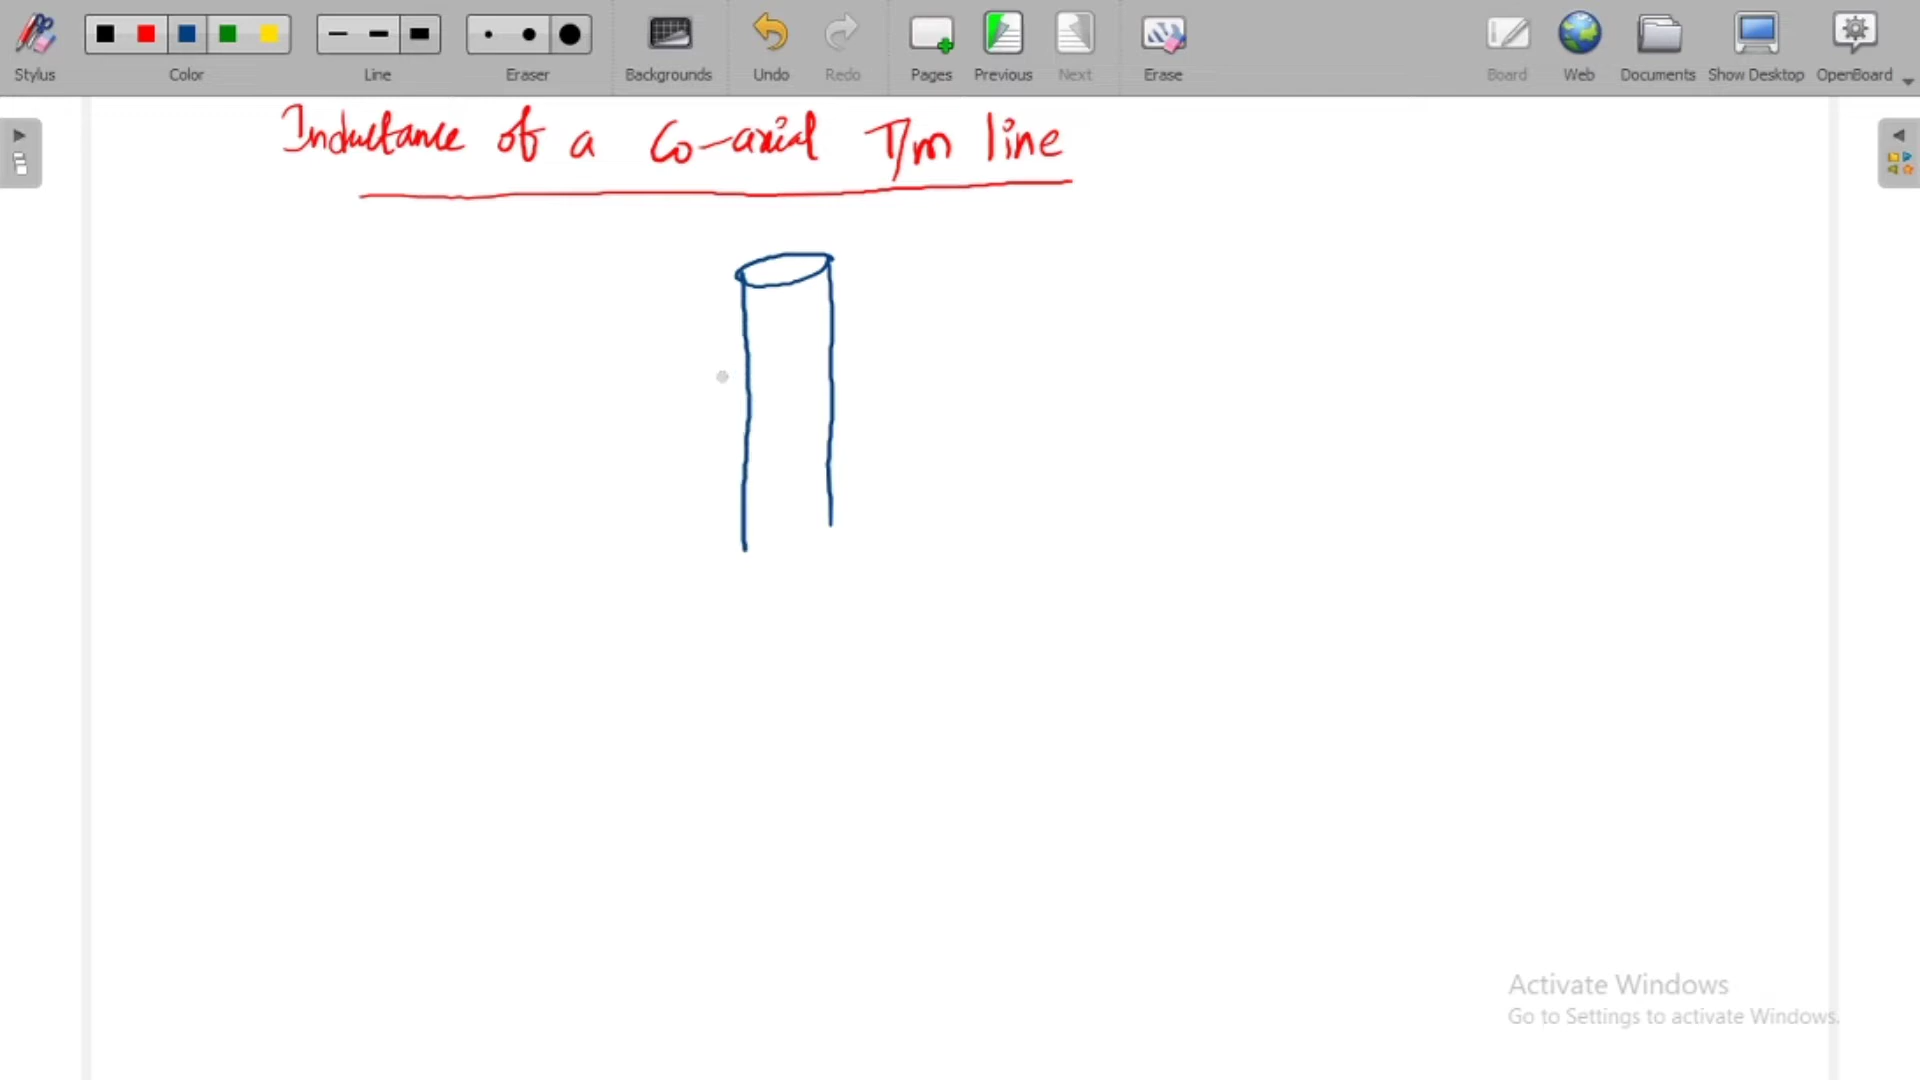 Stylus
Color
Line
Eraser
Backgrounds
Undo
Redo
Pages
Previous
Next
Erase
Board
Web
Documents
Show Desktop
OpenBoard
Inductance of a Co-axial T/m line
Activate Windows
Go to Settings to activate Windows.